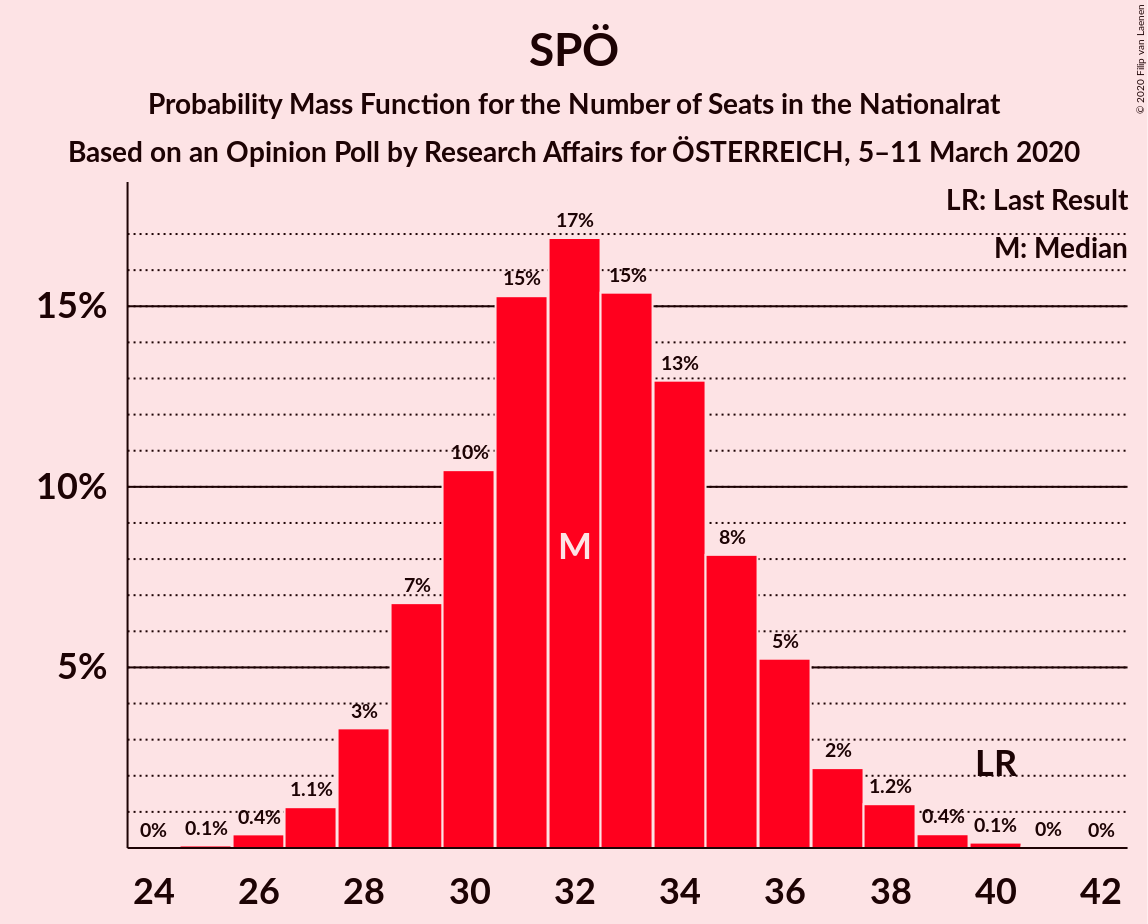 SPÖ
Probability Mass Function for the Number of Seats in the Nationalrat
Based on an Opinion Poll by Research Affairs for ÖSTERREICH, 5–11 March 2020
© 2020 Filip van Laenen
LR: Last Result
M: Median
15%
10%
5%
0%
0.1%
0.4%
1.1%
3%
7%
10%
15%
17%
15%
13%
8%
5%
2%
1.2%
0.4%
0.1%
0%
0%
M
LR
24 26 28 30 32 34 36 38 40 42